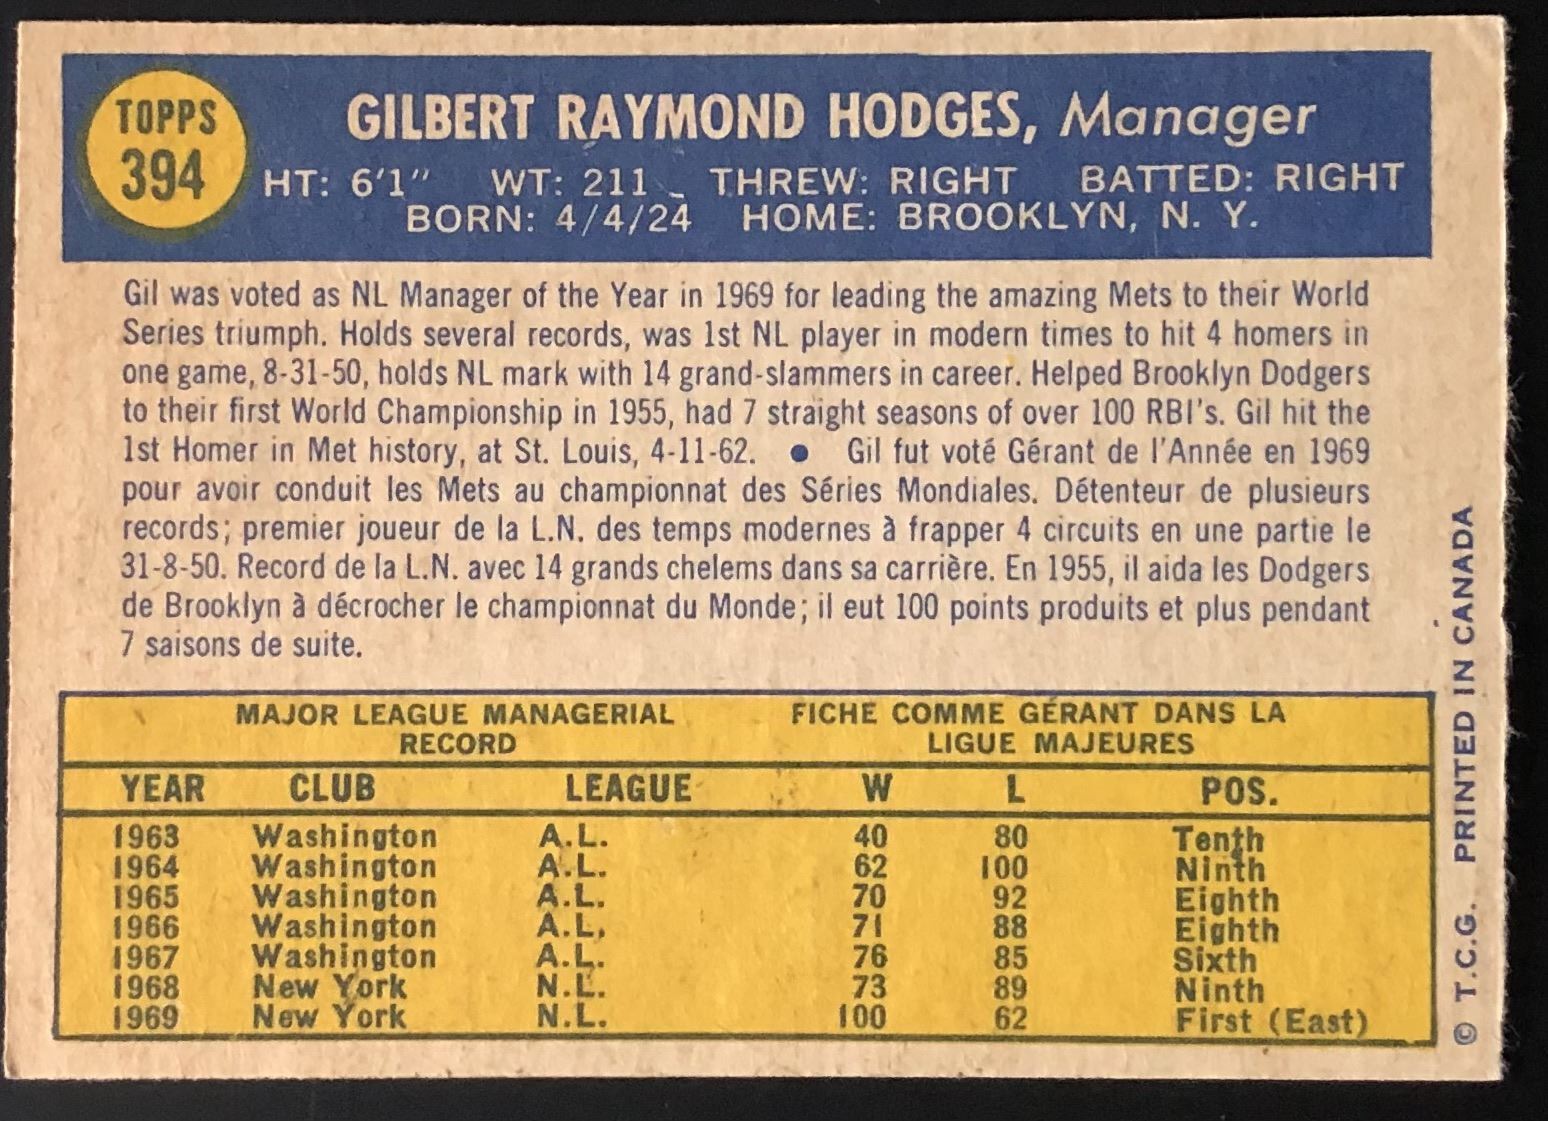 TOPPS
394
GILBERT RAYMOND HODGES, Manager
HT: 6'1" WT: 211 THREW: RIGHT BATTED: RIGHT
BORN: 4/4/24 HOME: BROOKLYN, N. Y.
Gil was voted as NL Manager of the Year in 1969 for leading the amazing Mets to their World
Series triumph. Holds several records, was 1st NL player in modern times to hit 4 homers in
one game, 8-31-50, holds NL mark with 14 grand-slammers in career. Helped Brooklyn Dodgers
to their first World Championship in 1955, had 7 straight seasons of over 100 RBI's. Gil hit the
1st Homer in Met history, at St. Louis, 4-11-62. ● Gil fut voté Gérant de l'Année en 1969
pour avoir conduit les Mets au championnat des Séries Mondiales. Détenteur de plusieurs
records; premier joueur de la L.N. des temps modernes à frapper 4 circuits en une partie le
31-8-50. Record de la L.N. avec 14 grands chelems dans sa carrière. En 1955, il aida les Dodgers
de Brooklyn à décrocher le championnat du Monde; il eut 100 points produits et plus pendant
7 saisons de suite.
MAJOR LEAGUE MANAGERIAL
RECORD
FICHE COMME GÉRANT DANS LA
LIGUE MAJEURES
YEAR CLUB LEAGUE W L POS.
1963 Washington A.L. 40 80 Tenth
1964 Washington A.L. 62 100 Ninth
1965 Washington A.L. 70 92 Eighth
1966 Washington A.L. 71 88 Eighth
1967 Washington A.L. 76 85 Sixth
1968 New York N.L. 73 89 Ninth
1969 New York N.L. 100 62 First (East)
© T.C.G. PRINTED IN CANADA